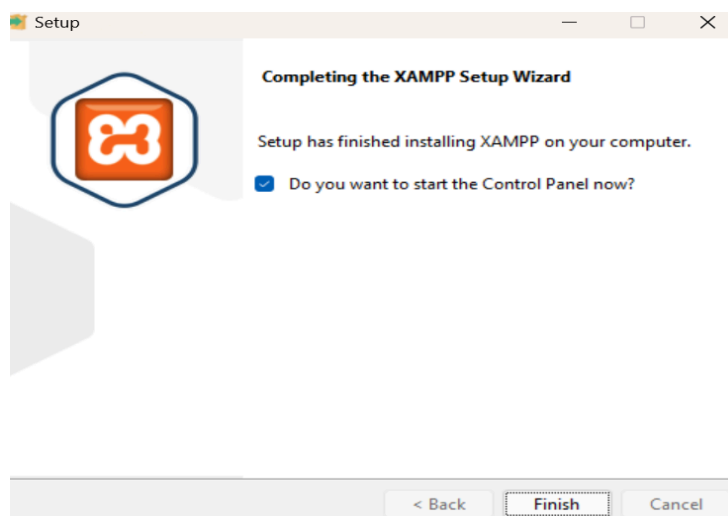 Setup
Completing the XAMPP Setup Wizard
Setup has finished installing XAMPP on your computer.
Do you want to start the Control Panel now?
< Back
Finish
Cancel